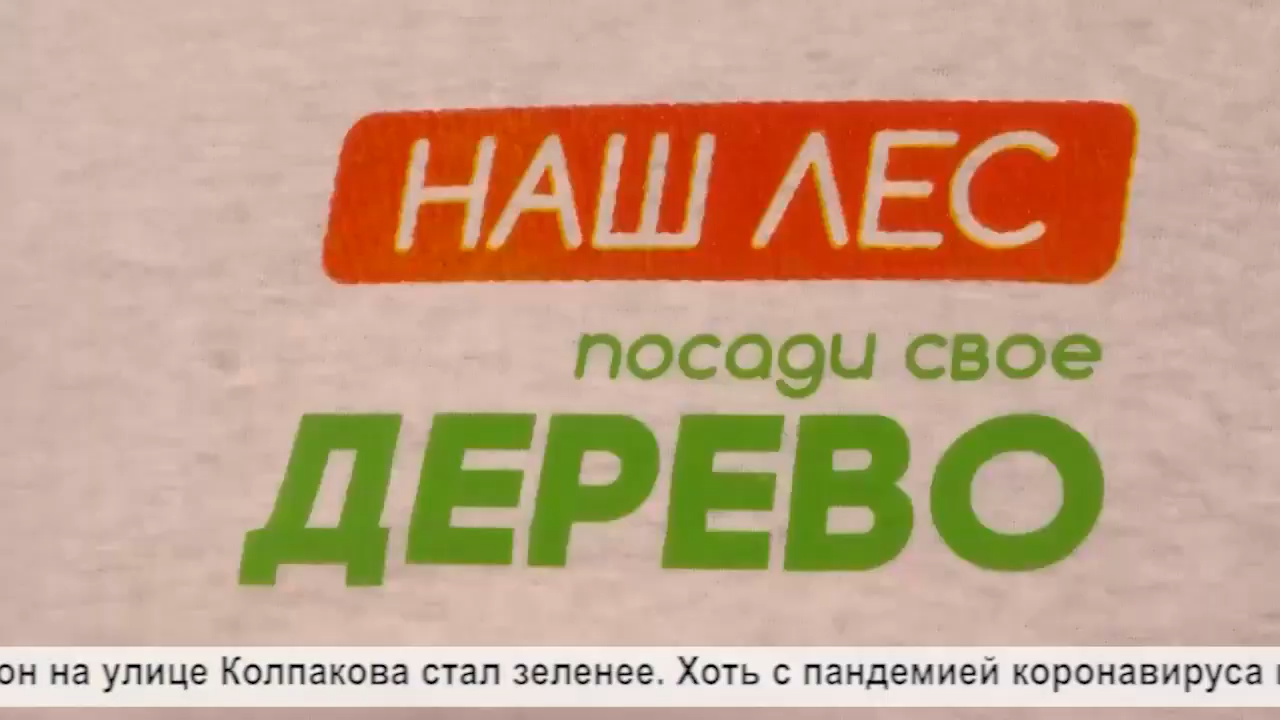 НАШ ЛЕС
посади свое
ДЕРЕВО
он на улице Колпакова стал зеленее. Хоть с пандемией коронавируса